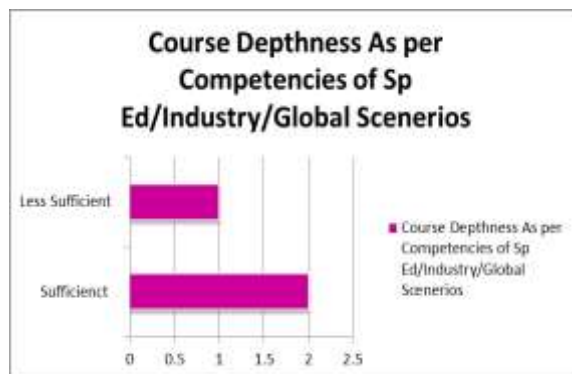 Course Depthness As per
Competencies of Sp
Ed/Industry/Global Scenerios
Less Sufficient
Sufficienct
0 0.5 1 1.5 2 2.5
Course Depthness As per
Competencies of Sp
Ed/Industry/Global
Scenerios